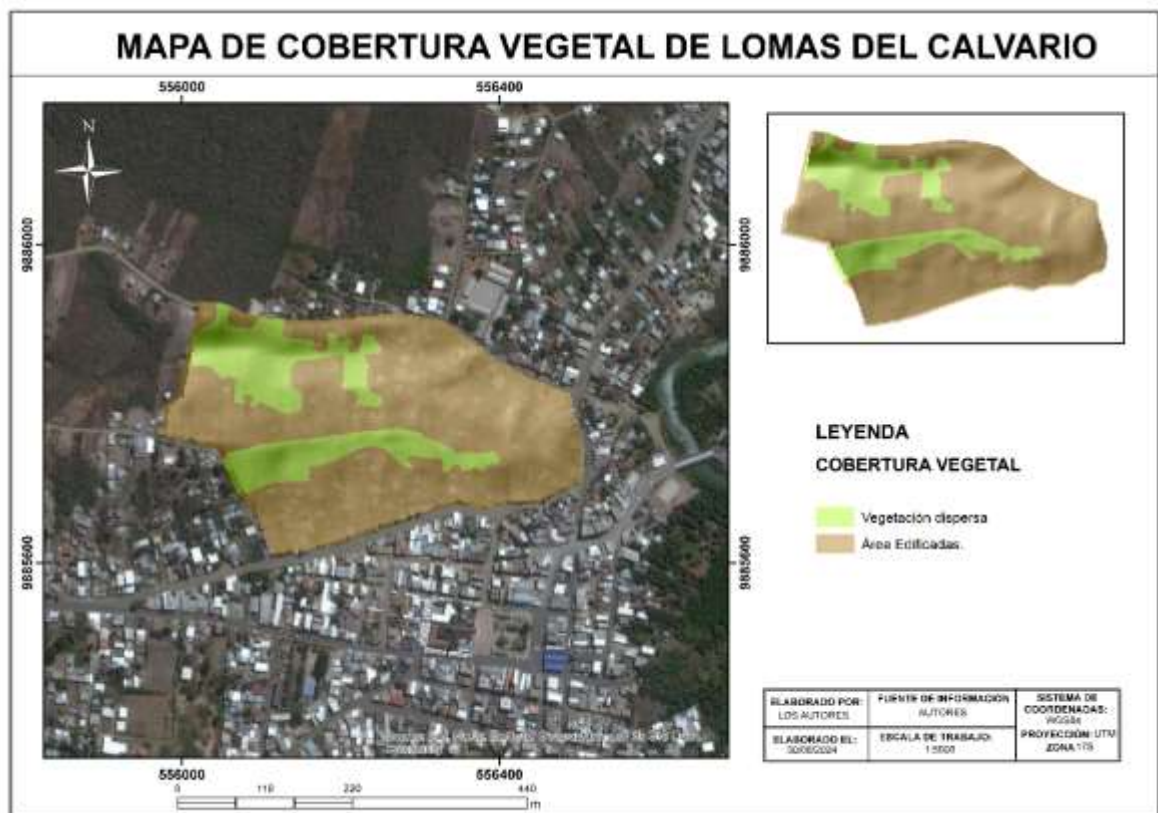 MAPA DE COBERTURA VEGETAL DE LOMAS DEL CALVARIO
556000
556400
N
9886000
9886000
LEYENDA
COBERTURA VEGETAL
Vegetación dispersa
Área Edificadas.
9885600
9885600
ELABORADO POR:
LOS AUTORES
FUENTE DE INFORMACIÓN
AUTORES
SISTEMA DE
COORDENADAS:
WGS84
ELABORADO EL:
ESCALA DE TRABAJO:
PROYECCIÓN: UTM
ZONA 17S
556000
556400
0
220
440
m